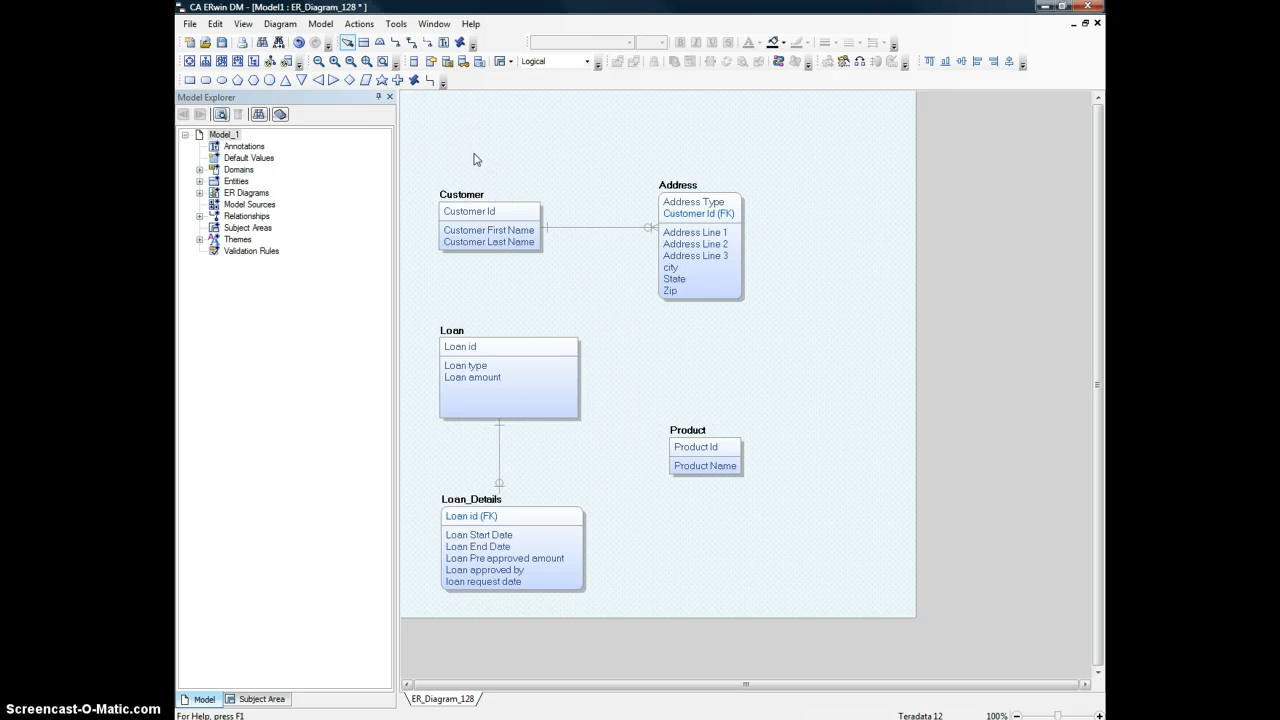 CA ERwin DM - [Model1 : ER_Diagram_128 * ]
File Edit View Diagram Model Actions Tools Window Help
Logical
Model Explorer
Model_1
Annotations
Default Values
Domains
Entities
ER Diagrams
Model Sources
Relationships
Subject Areas
Themes
Validation Rules
Customer
Customer Id
Customer First Name
Customer Last Name
Address
Address Type
Customer Id (FK)
Address Line 1
Address Line 2
Address Line 3
city
State
Zip
Loan
Loan id
Loan type
Loan amount
Product
Product Id
Product Name
Loan_Details
Loan id (FK)
Loan Start Date
Loan End Date
Loan Pre approved amount
Loan approved by
loan request date
Model Subject Area
ER_Diagram_128
Screencast-O-Matic.com
For Help, press F1
Teradata 12 100%